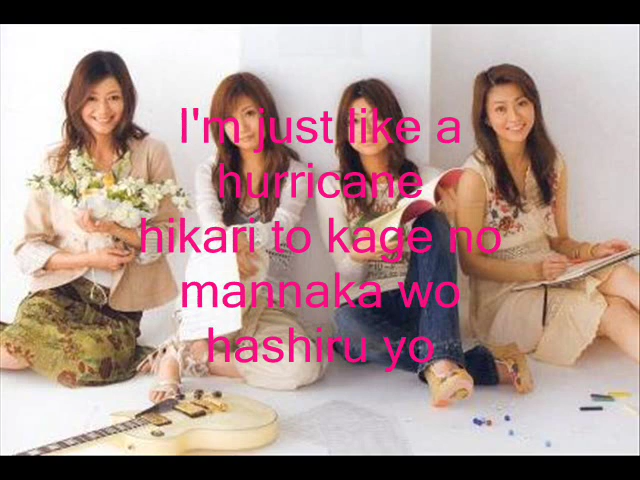 I'm just like a
hurricane
hikari to kage no
mannaka wo
hashiru yo